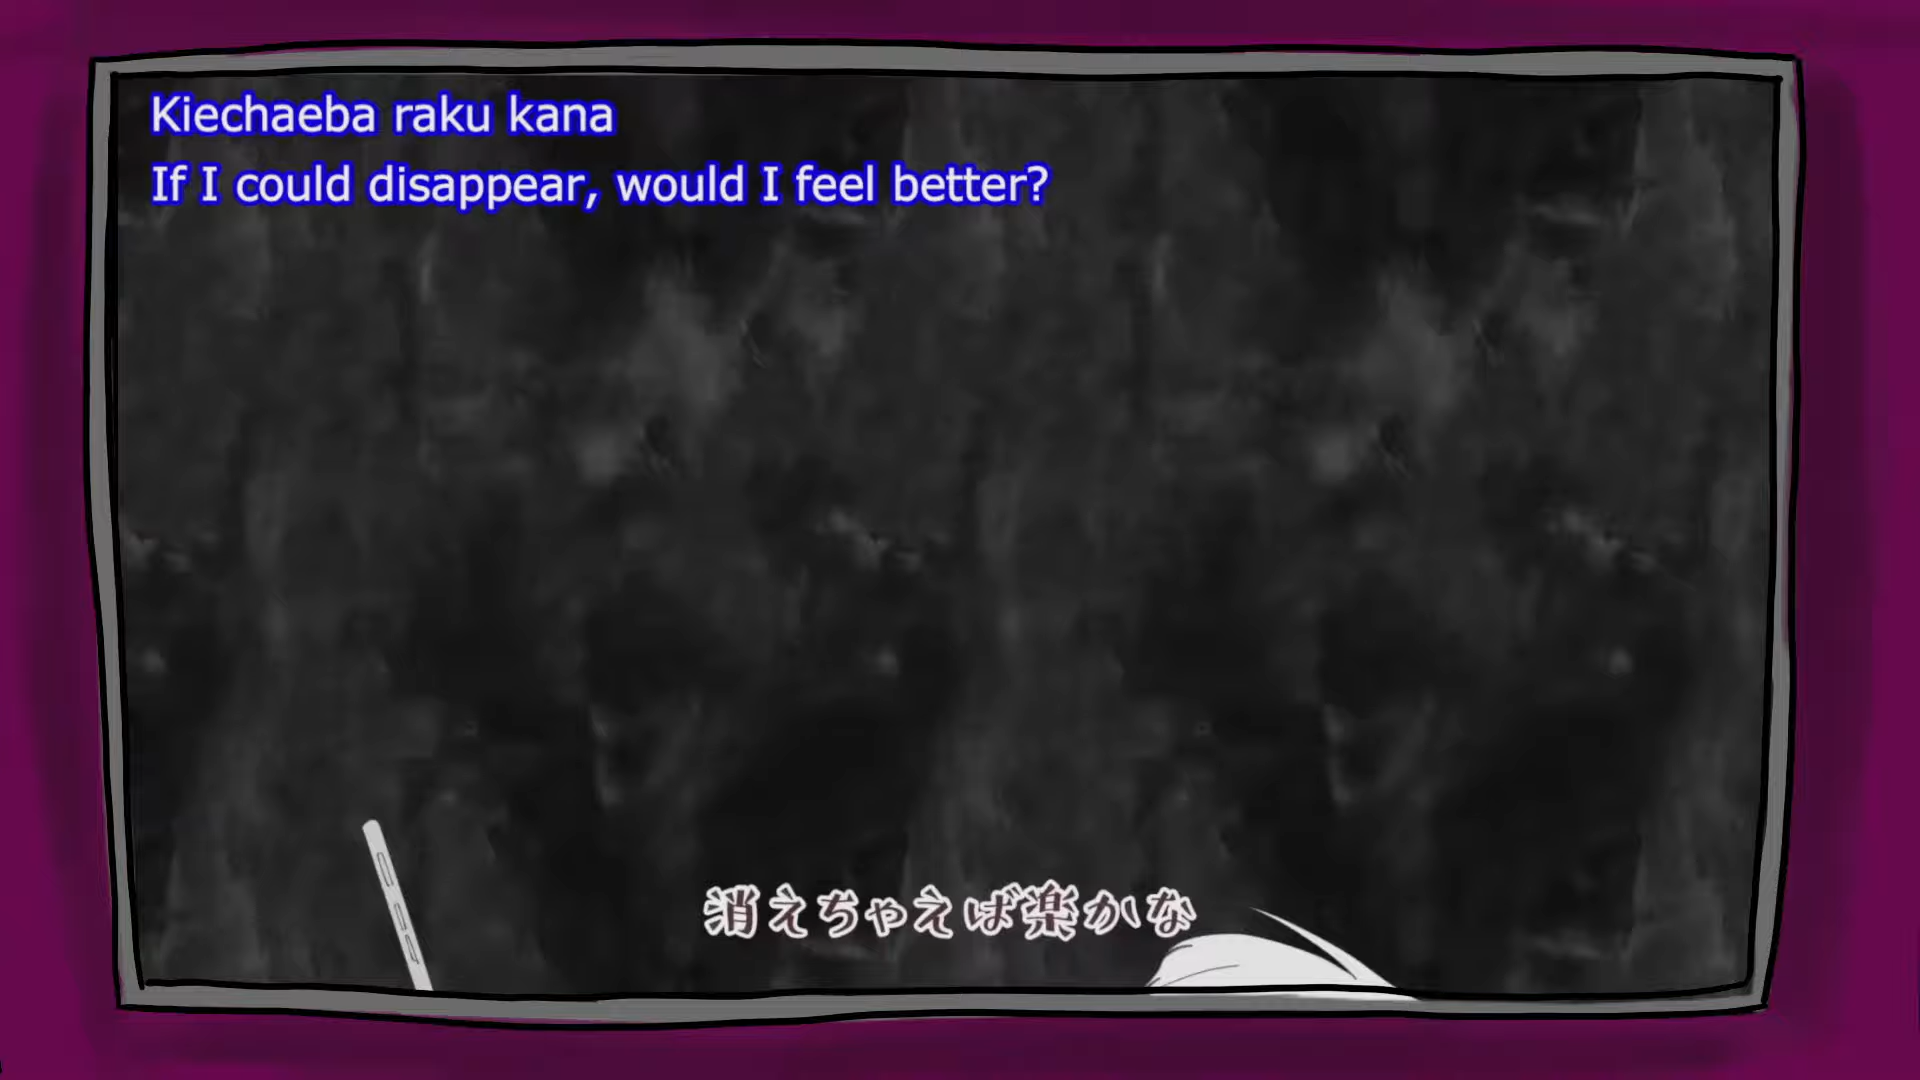 Kiechaeba raku kana
If I could disappear, would I feel better?
消えちゃえば楽かな